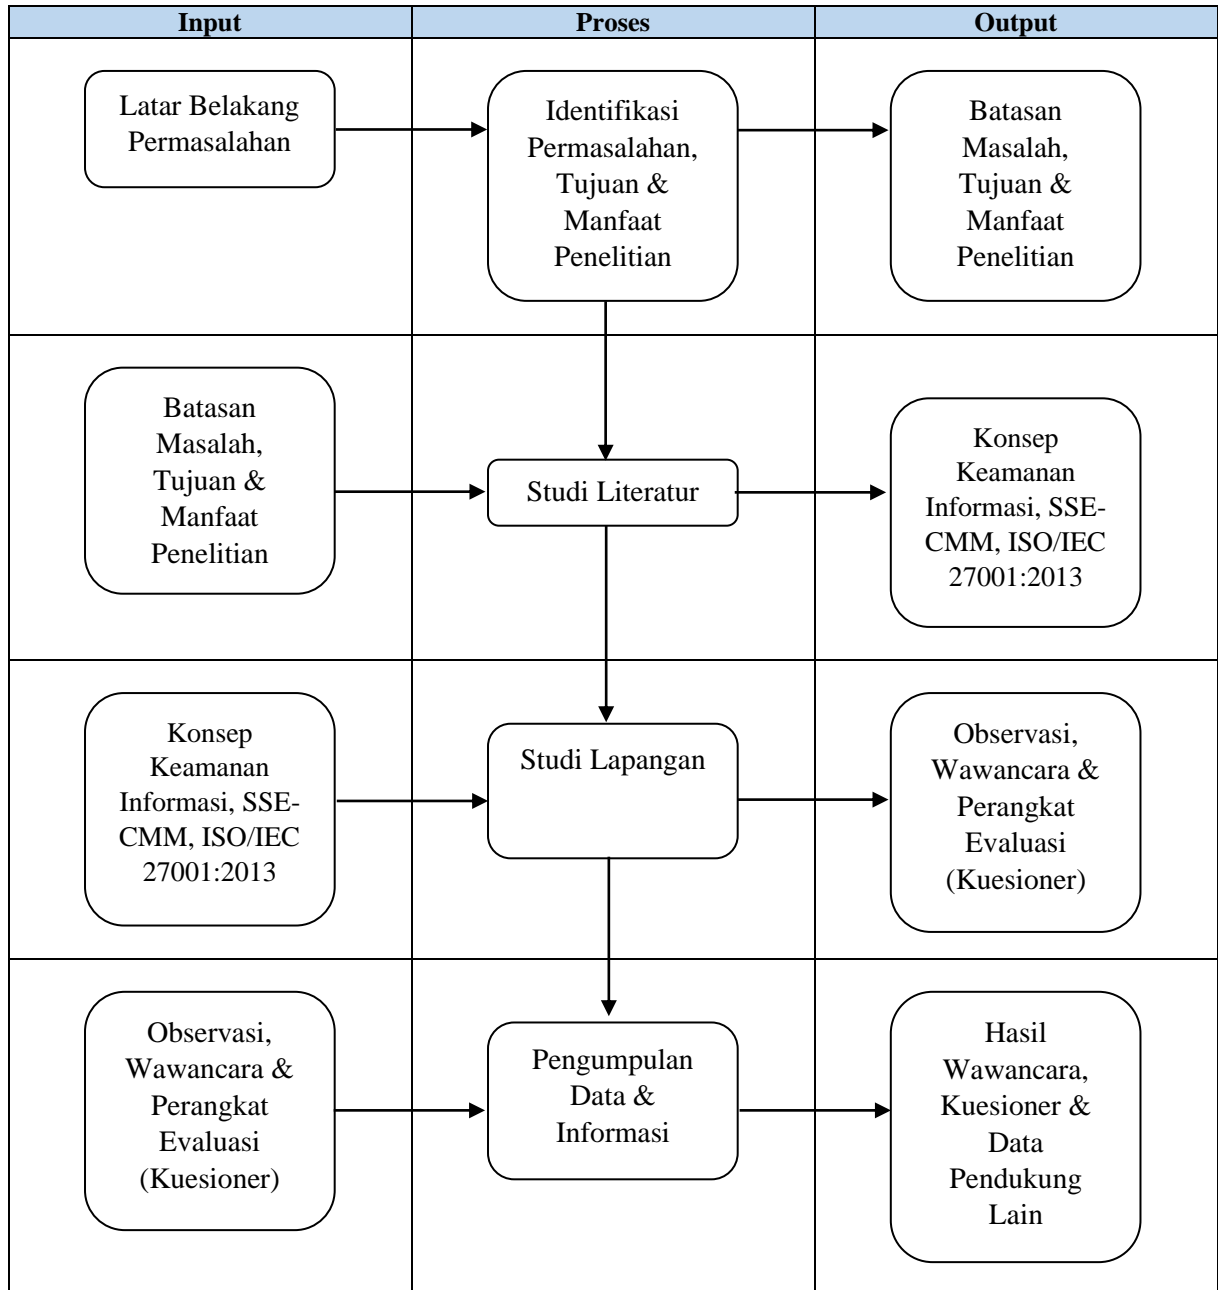 Input
Proses
Output
Latar Belakang
Permasalahan
Identifikasi
Permasalahan,
Tujuan &
Manfaat
Penelitian
Batasan
Masalah,
Tujuan &
Manfaat
Penelitian
Batasan
Masalah,
Tujuan &
Manfaat
Penelitian
Studi Literatur
Konsep
Keamanan
Informasi, SSE-
CMM, ISO/IEC
27001:2013
Konsep
Keamanan
Informasi, SSE-
CMM, ISO/IEC
27001:2013
Studi Lapangan
Observasi,
Wawancara &
Perangkat
Evaluasi
(Kuesioner)
Observasi,
Wawancara &
Perangkat
Evaluasi
(Kuesioner)
Pengumpulan
Data &
Informasi
Hasil
Wawancara,
Kuesioner &
Data
Pendukung
Lain